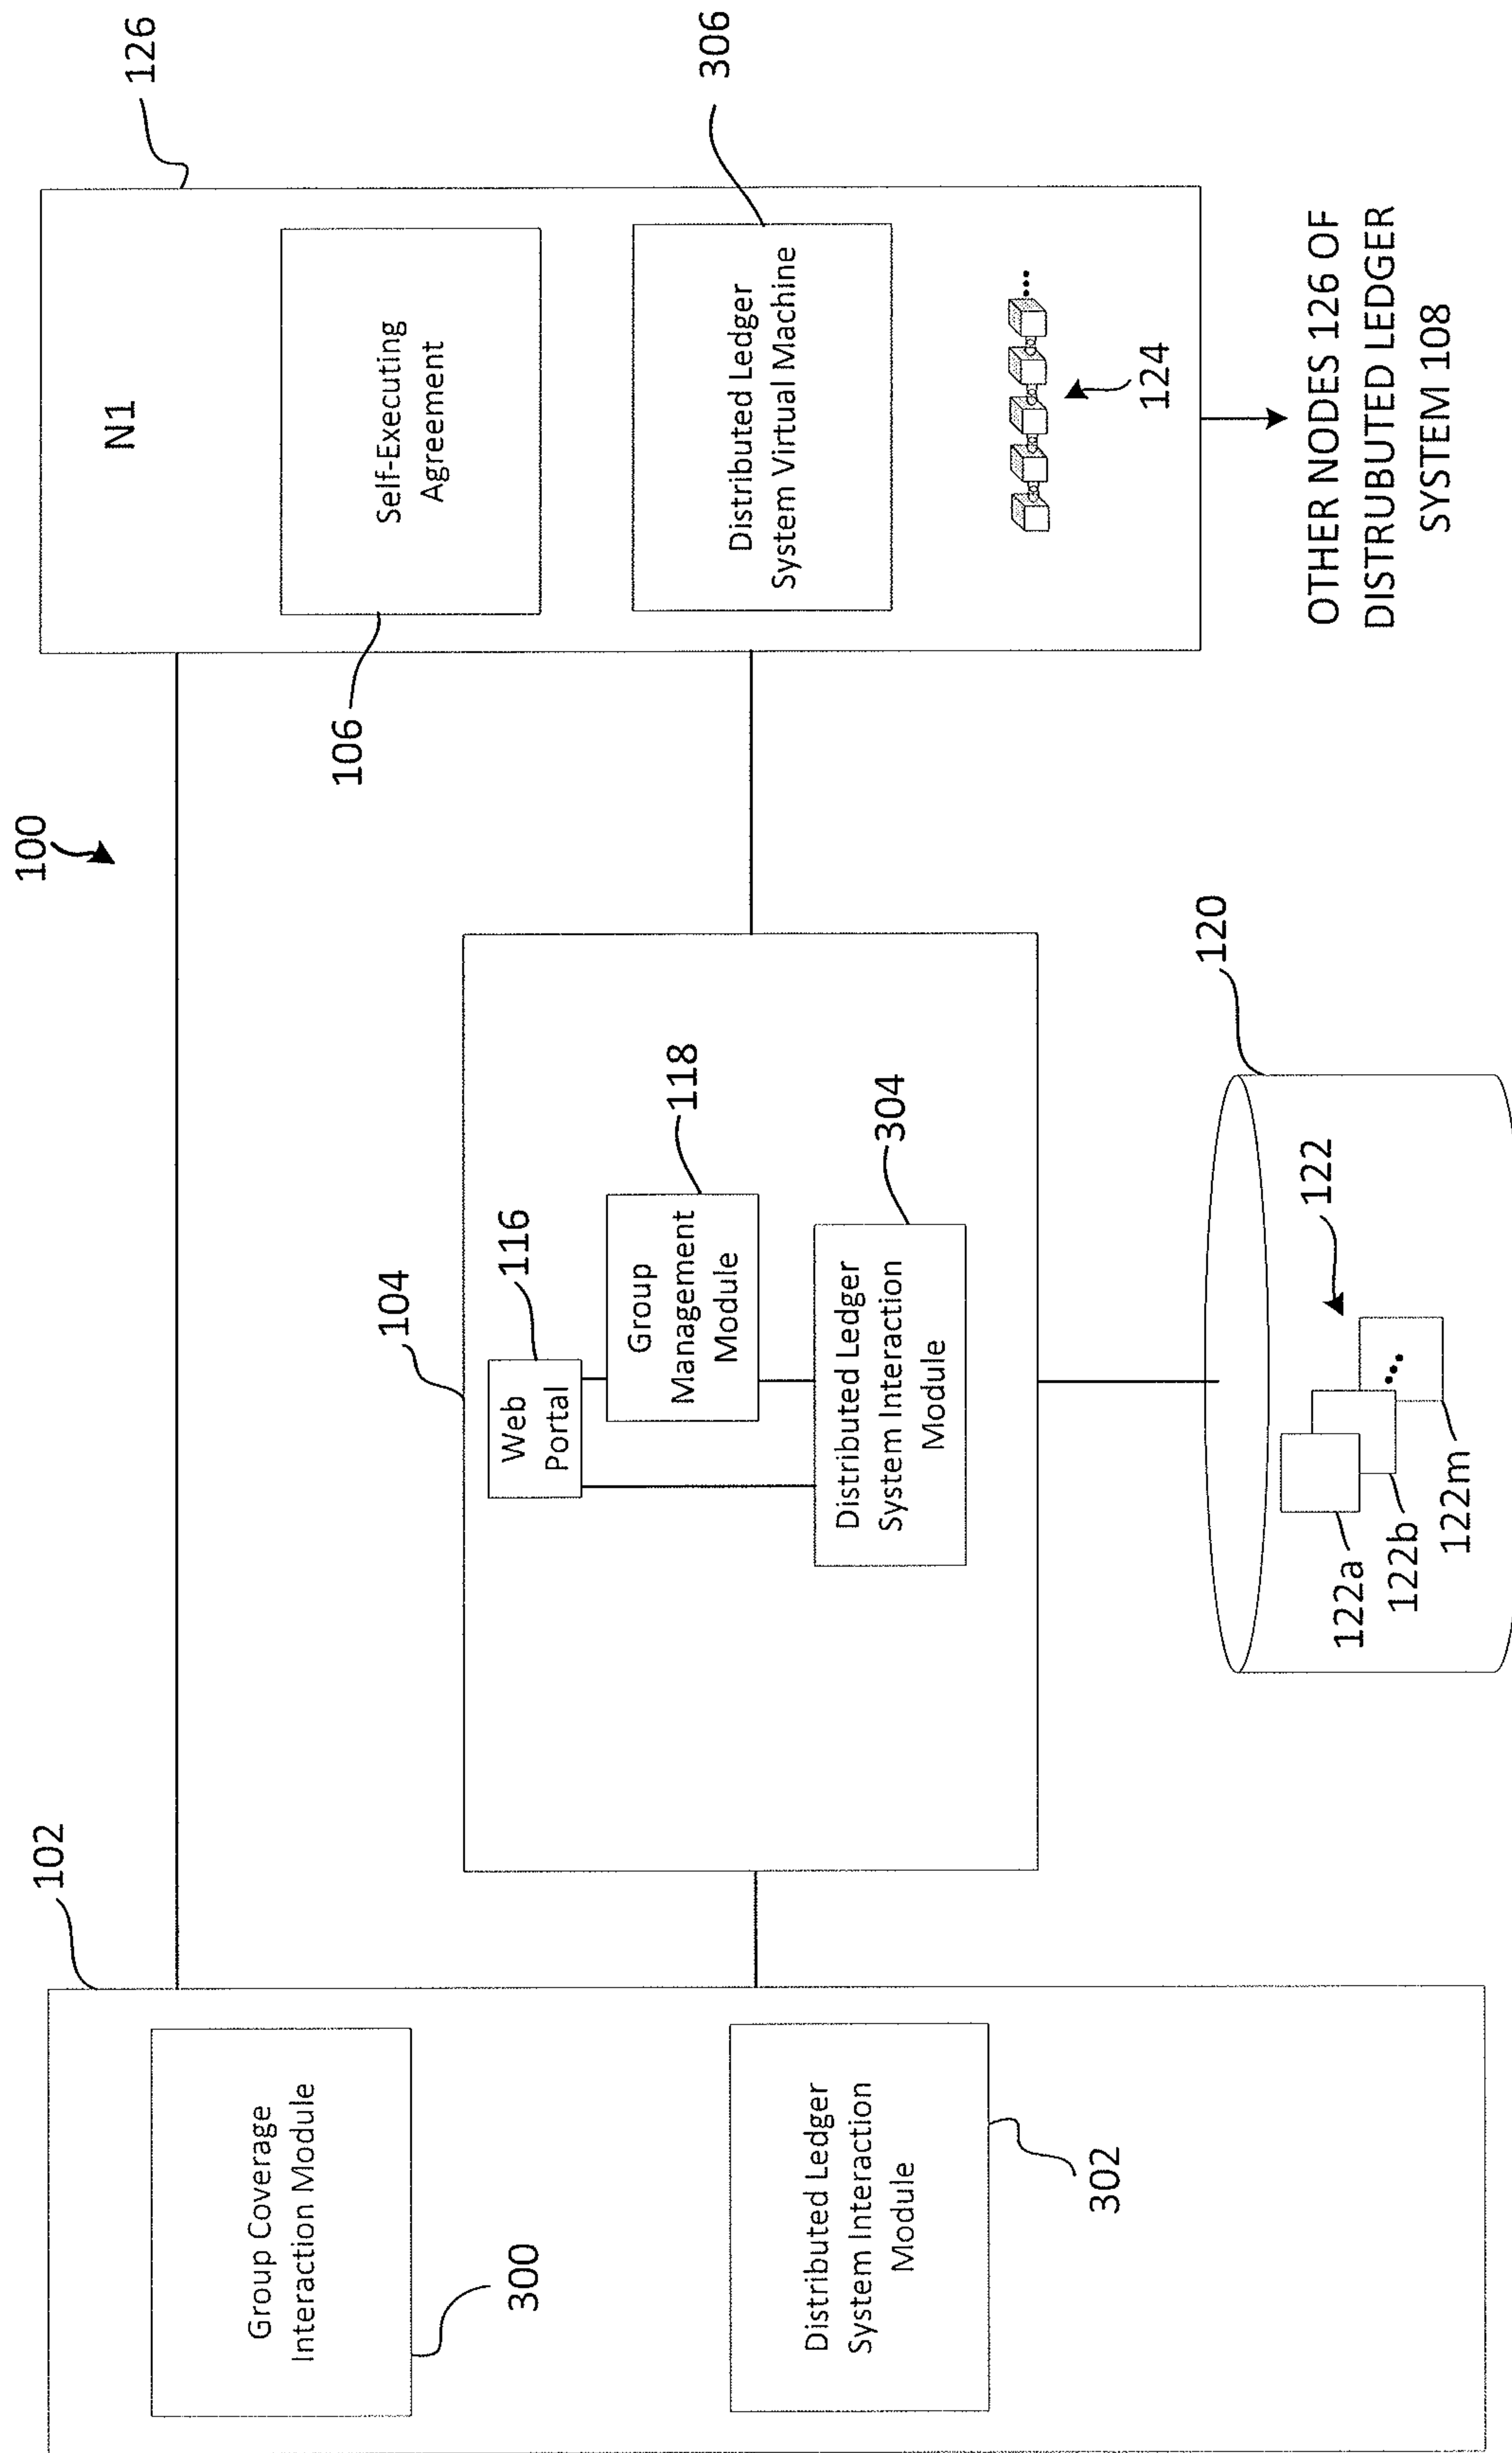 100
102
Group Coverage
Interaction Module
300
Distributed Ledger
System Interaction
Module
302
104
Web
Portal
116
Group
Management
Module
118
Distributed Ledger
System Interaction
Module
304
120
122
122a
122b
122m
126
N1
Self-Executing
Agreement
106
Distributed Ledger
System Virtual Machine
306
124
OTHER NODES 126 OF
DISTRUBUTED LEDGER
SYSTEM 108